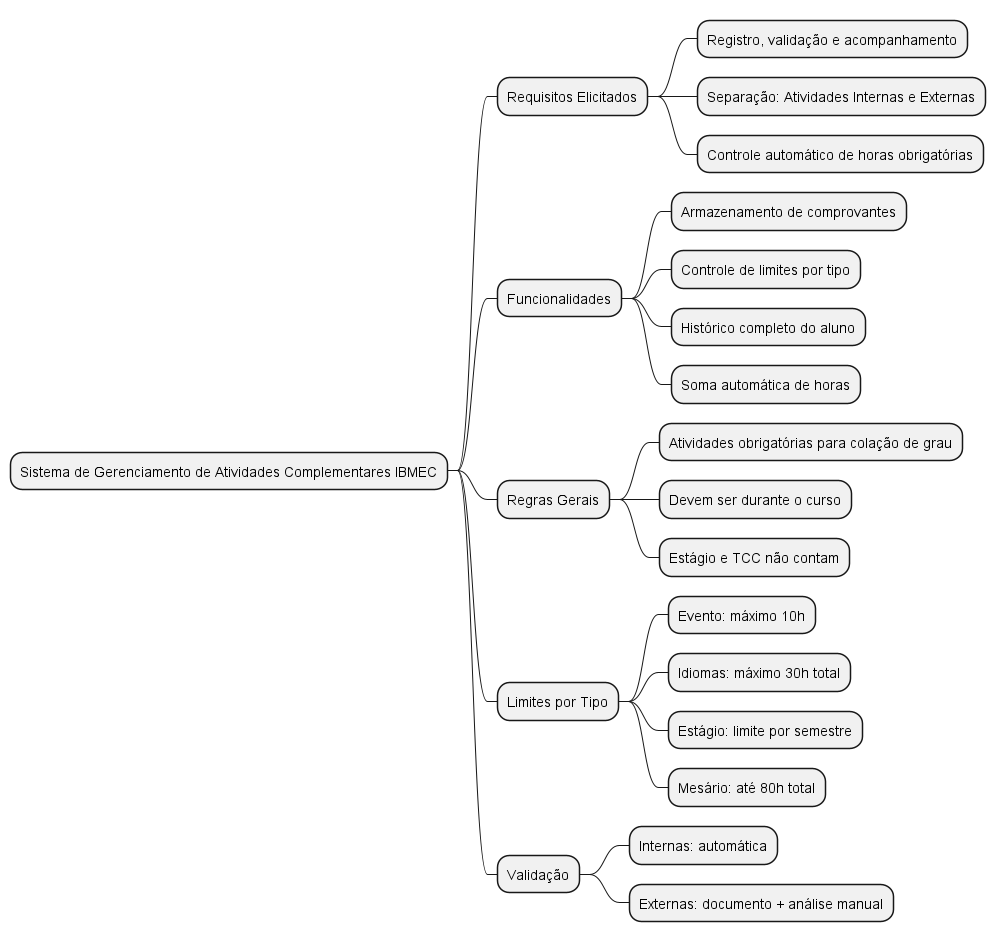 Sistema de Gerenciamento de Atividades Complementares IBMEC
Requisitos Elicitados
Registro, validação e acompanhamento
Separação: Atividades Internas e Externas
Controle automático de horas obrigatórias
Funcionalidades
Armazenamento de comprovantes
Controle de limites por tipo
Histórico completo do aluno
Soma automática de horas
Regras Gerais
Atividades obrigatórias para colação de grau
Devem ser durante o curso
Estágio e TCC não contam
Limites por Tipo
Evento: máximo 10h
Idiomas: máximo 30h total
Estágio: limite por semestre
Mesário: até 80h total
Validação
Internas: automática
Externas: documento + análise manual